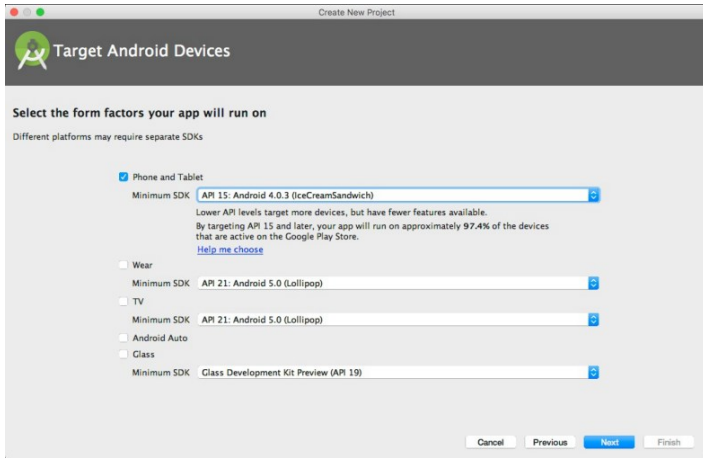 Create New Project
Target Android Devices
Select the form factors your app will run on
Different platforms may require separate SDKs
Phone and Tablet
Minimum SDK API 15: Android 4.0.3 (IceCreamSandwich)
Lower API levels target more devices, but have fewer features available.
By targeting API 15 and later, your app will run on approximately 97.4% of the devices
that are active on the Google Play Store.
Help me choose
Wear
Minimum SDK API 21: Android 5.0 (Lollipop)
TV
Minimum SDK API 21: Android 5.0 (Lollipop)
Android Auto
Glass
Minimum SDK Glass Development Kit Preview (API 19)
Cancel Previous Next Finish